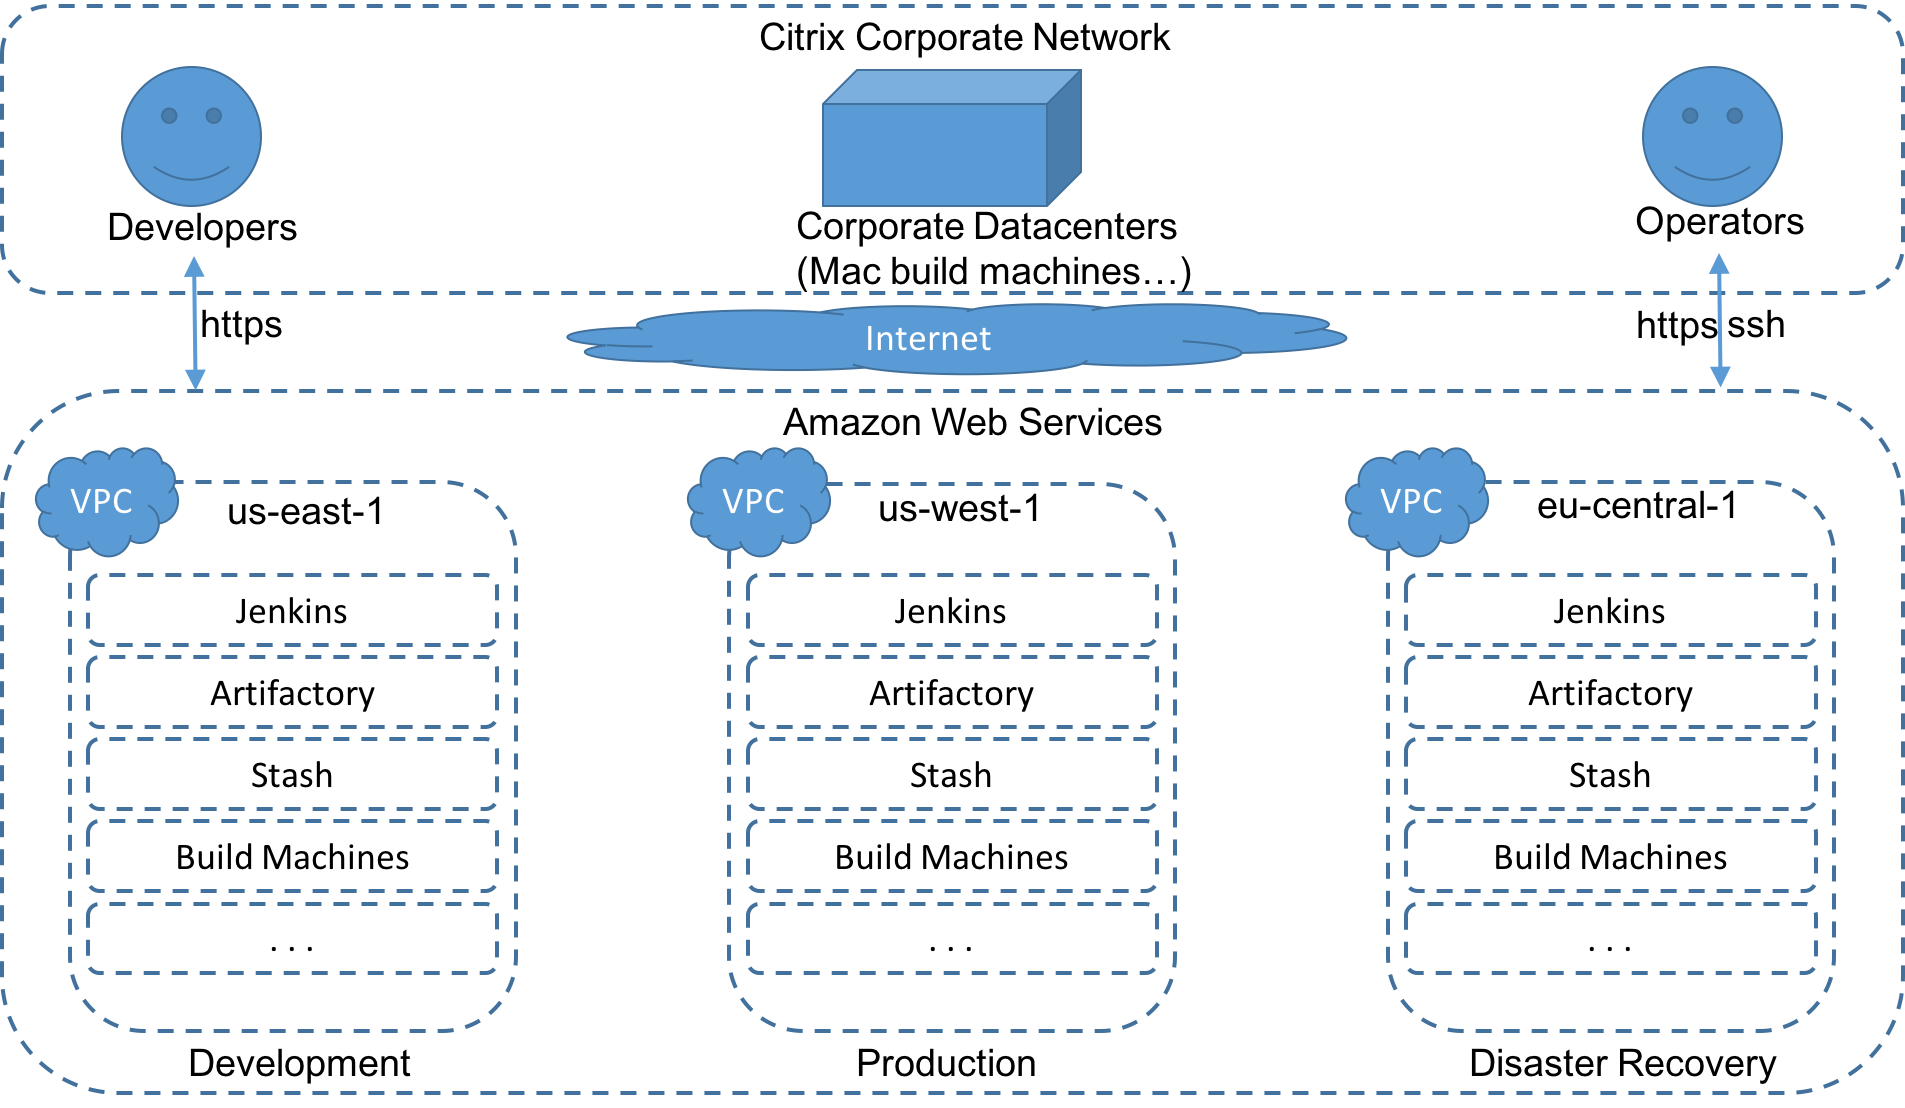 Citrix Corporate Network
Developers
Corporate Datacenters
(Mac build machines…)
Operators
https
Internet
https ssh
Amazon Web Services
VPC
us-east-1
Jenkins
Artifactory
Stash
Build Machines
. . .
Development
VPC
us-west-1
Jenkins
Artifactory
Stash
Build Machines
. . .
Production
VPC
eu-central-1
Jenkins
Artifactory
Stash
Build Machines
. . .
Disaster Recovery